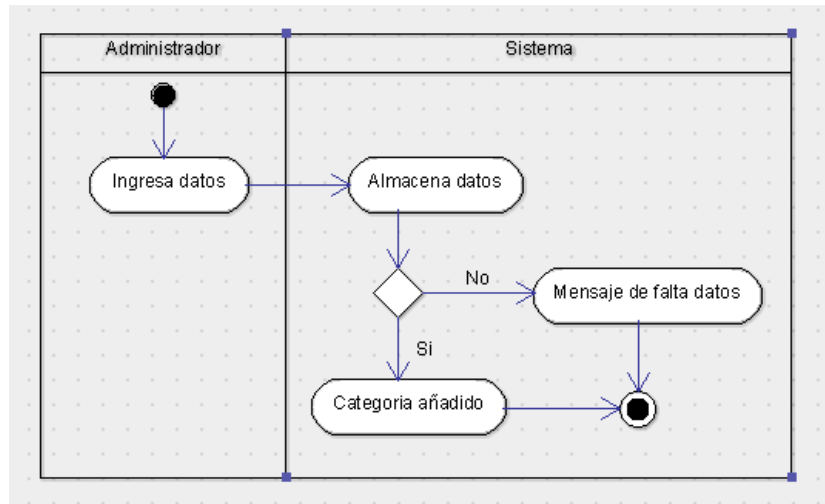 Administrador
Sistema
Ingresa datos
Almacena datos
No
Mensaje de falta datos
Si
Categoria añadido